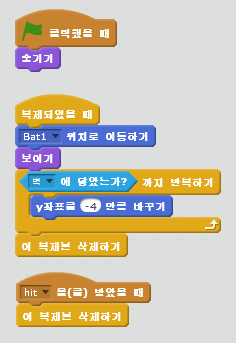 클릭했을 때
숨기기
복제되었을 때
Bat1 위치로 이동하기
보이기
벽 에 닿았는가? 까지 반복하기
y좌표를 -4 만큼 바꾸기
이 복제본 삭제하기
hit 을(를) 받았을 때
이 복제본 삭제하기